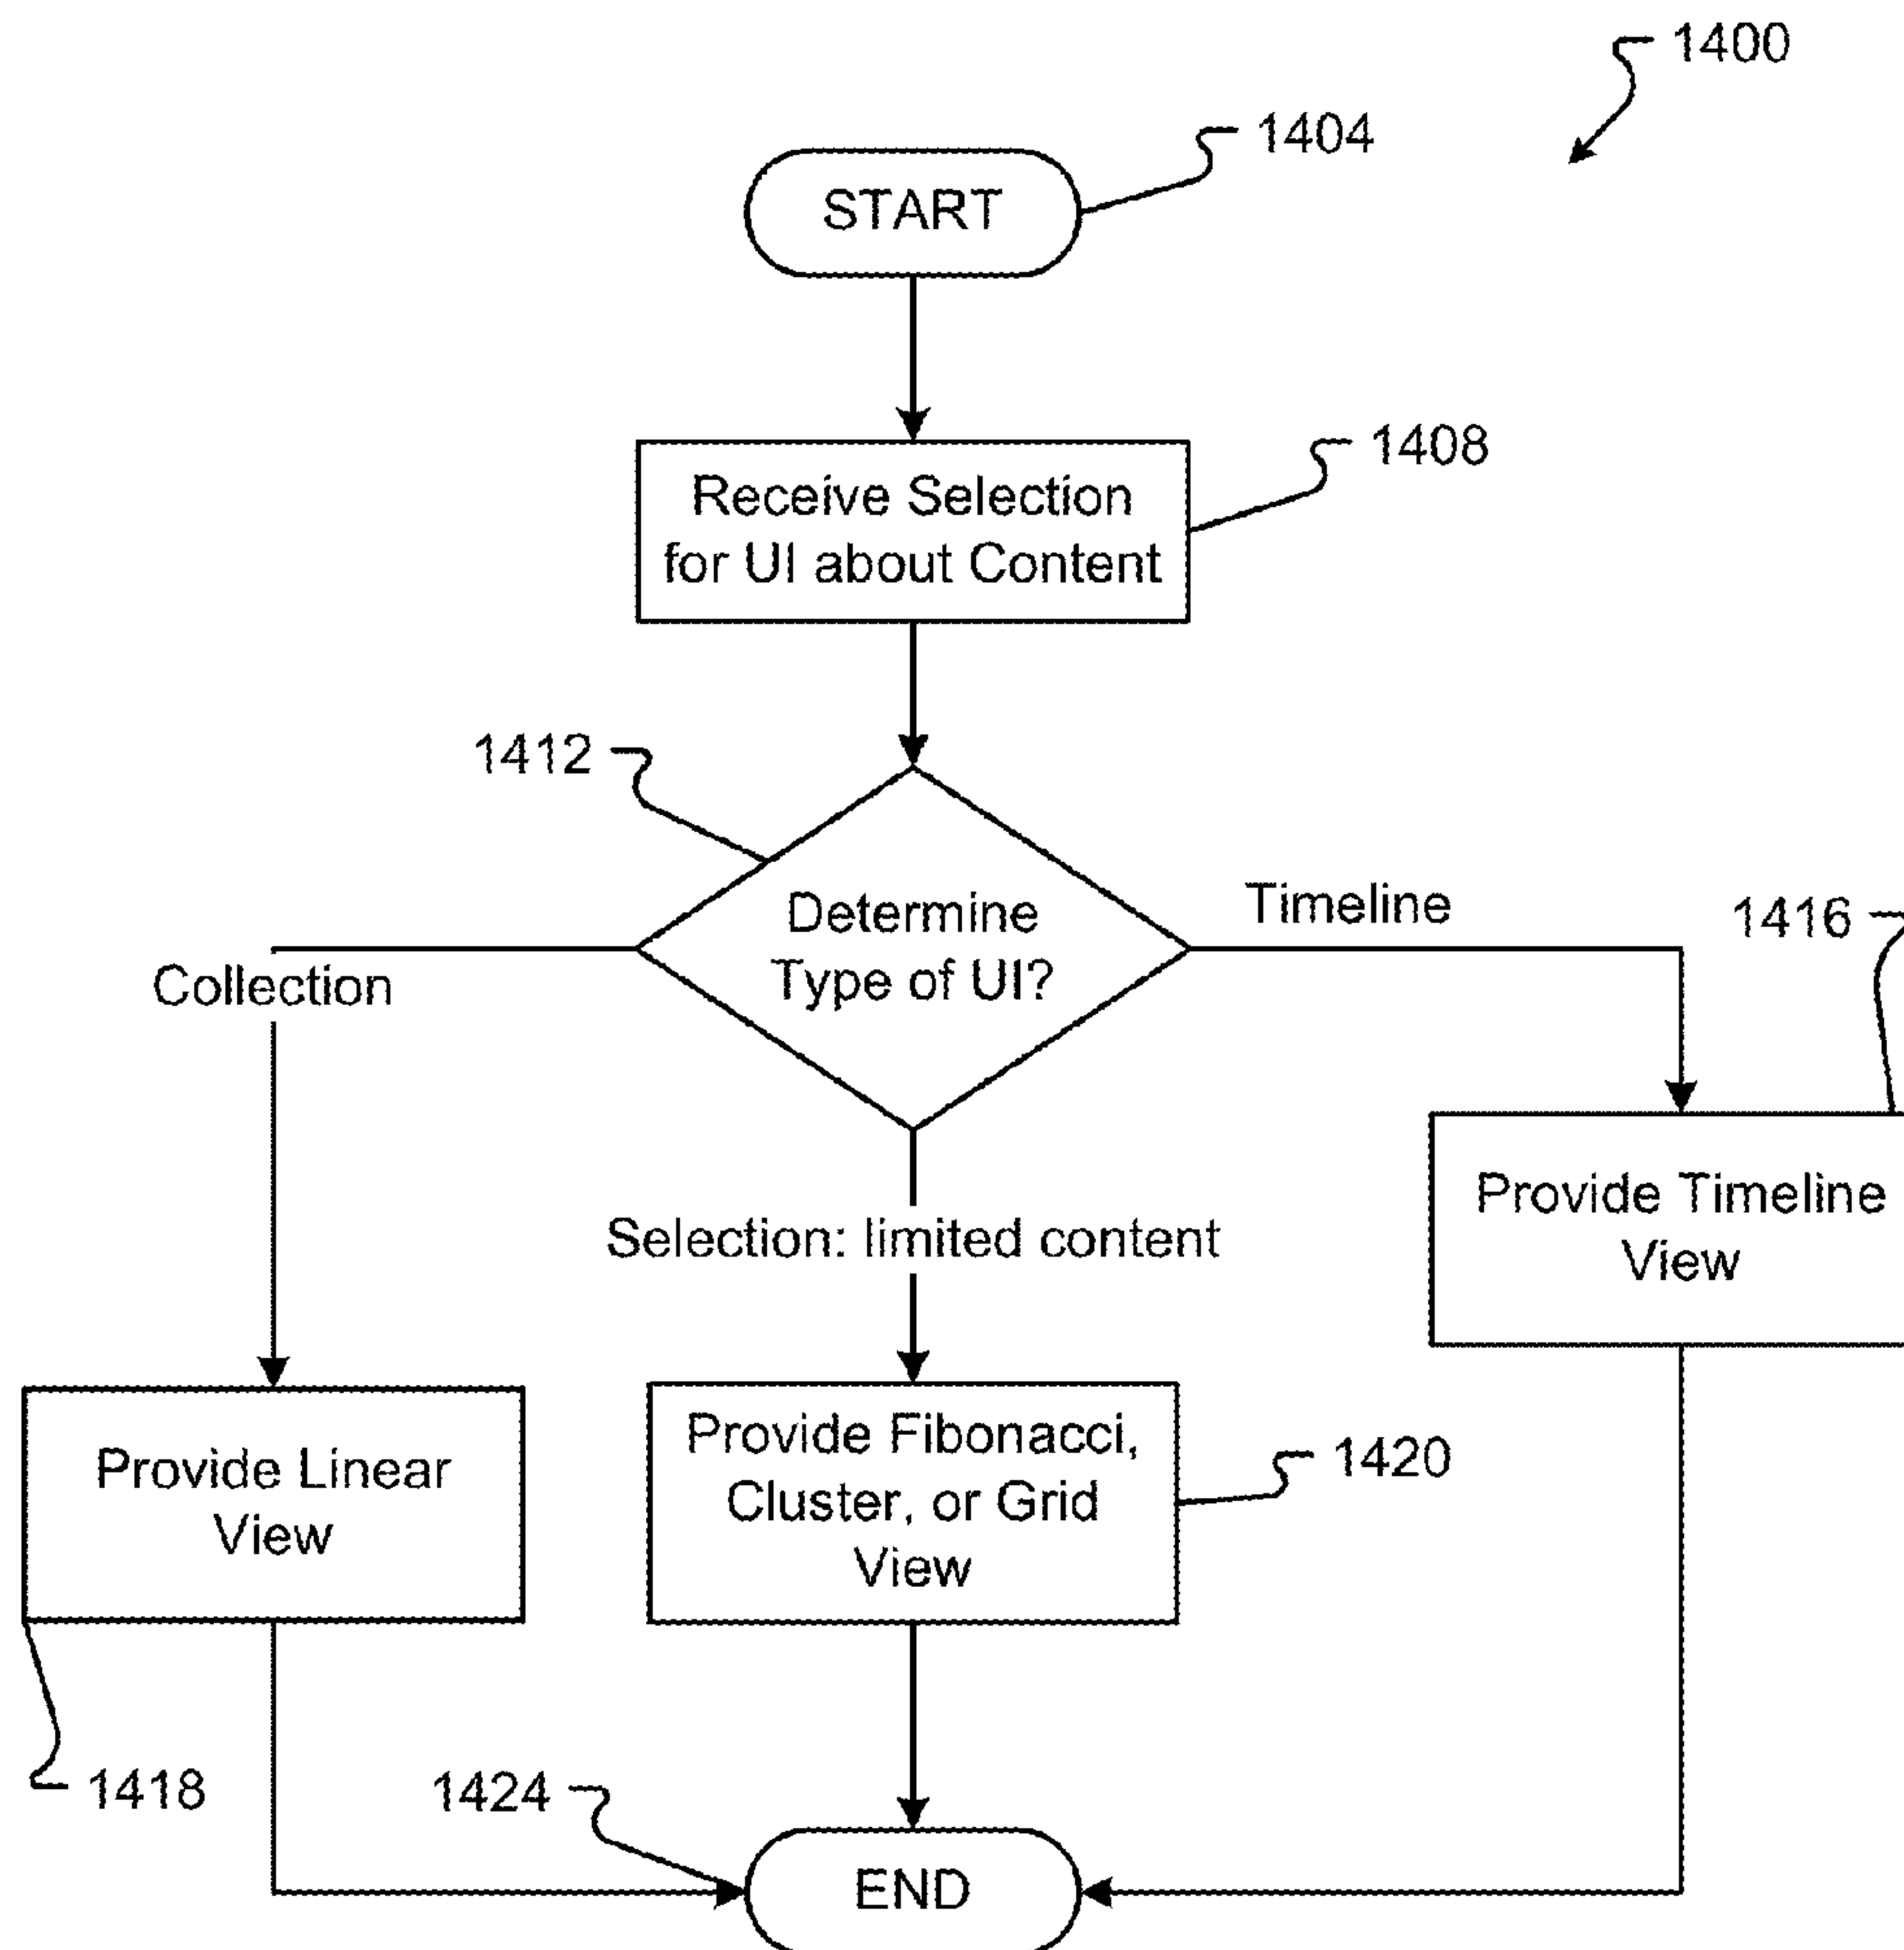 1400
1404
START
1408
Receive Selection
for UI about Content
1412
Determine
Type of UI?
Timeline
1416
Collection
Provide Timeline
View
Selection: limited content
Provide Linear
View
Provide Fibonacci,
Cluster, or Grid
View
1420
1418
1424
END